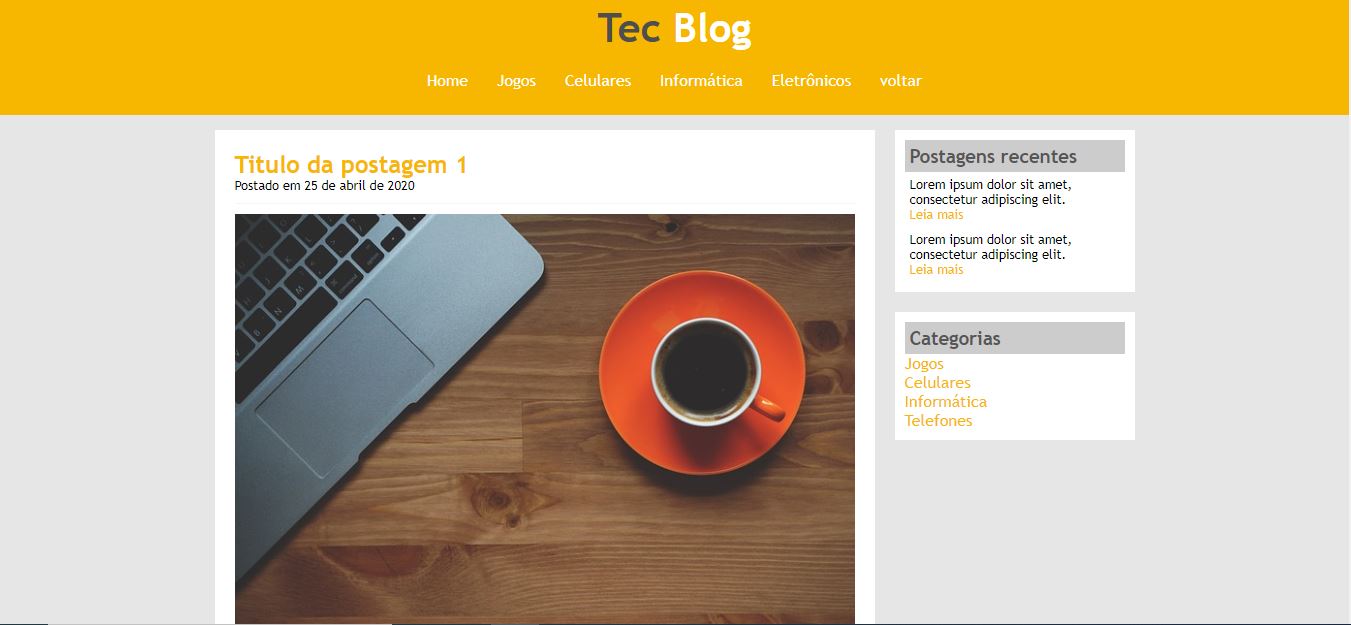 Tec Blog
Home Jogos Celulares Informática Eletrônicos voltar
Titulo da postagem 1
Postado em 25 de abril de 2020
Postagens recentes
Lorem ipsum dolor sit amet,
consectetur adipiscing elit.
Leia mais
Lorem ipsum dolor sit amet,
consectetur adipiscing elit.
Leia mais
Categorias
Jogos
Celulares
Informática
Telefones